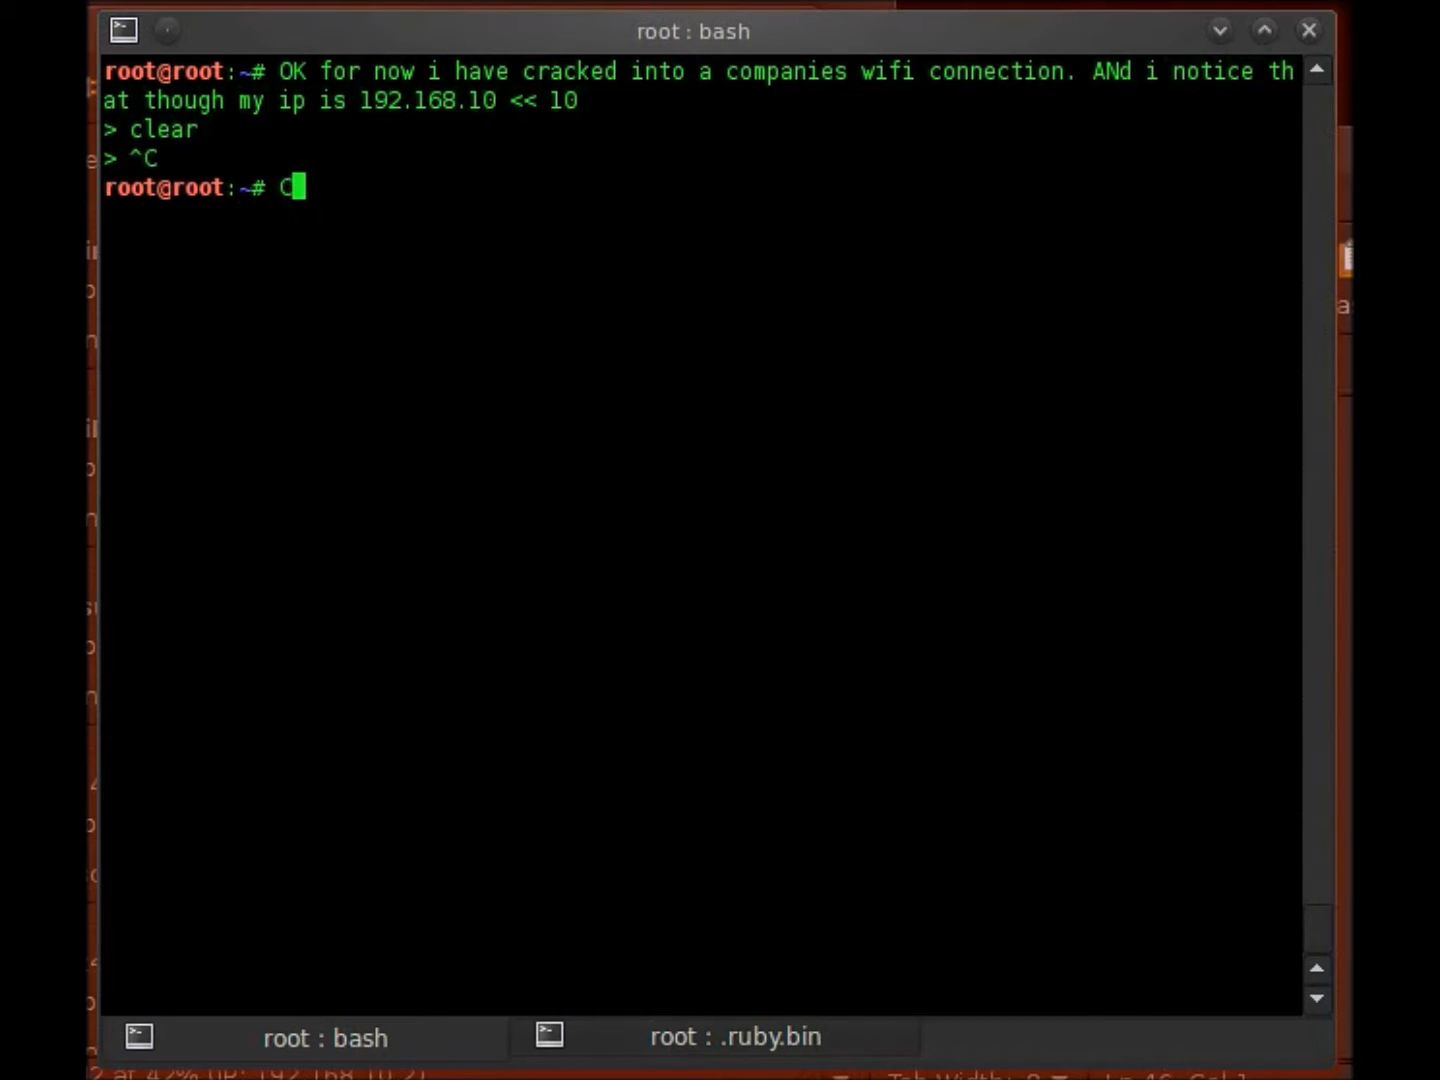 root : bash
root@root:~# OK for now i have cracked into a companies wifi connection. ANd i notice th
at though my ip is 192.168.10 << 10
> clear
> ^C
root@root:~# C
root : bash
root : .ruby.bin